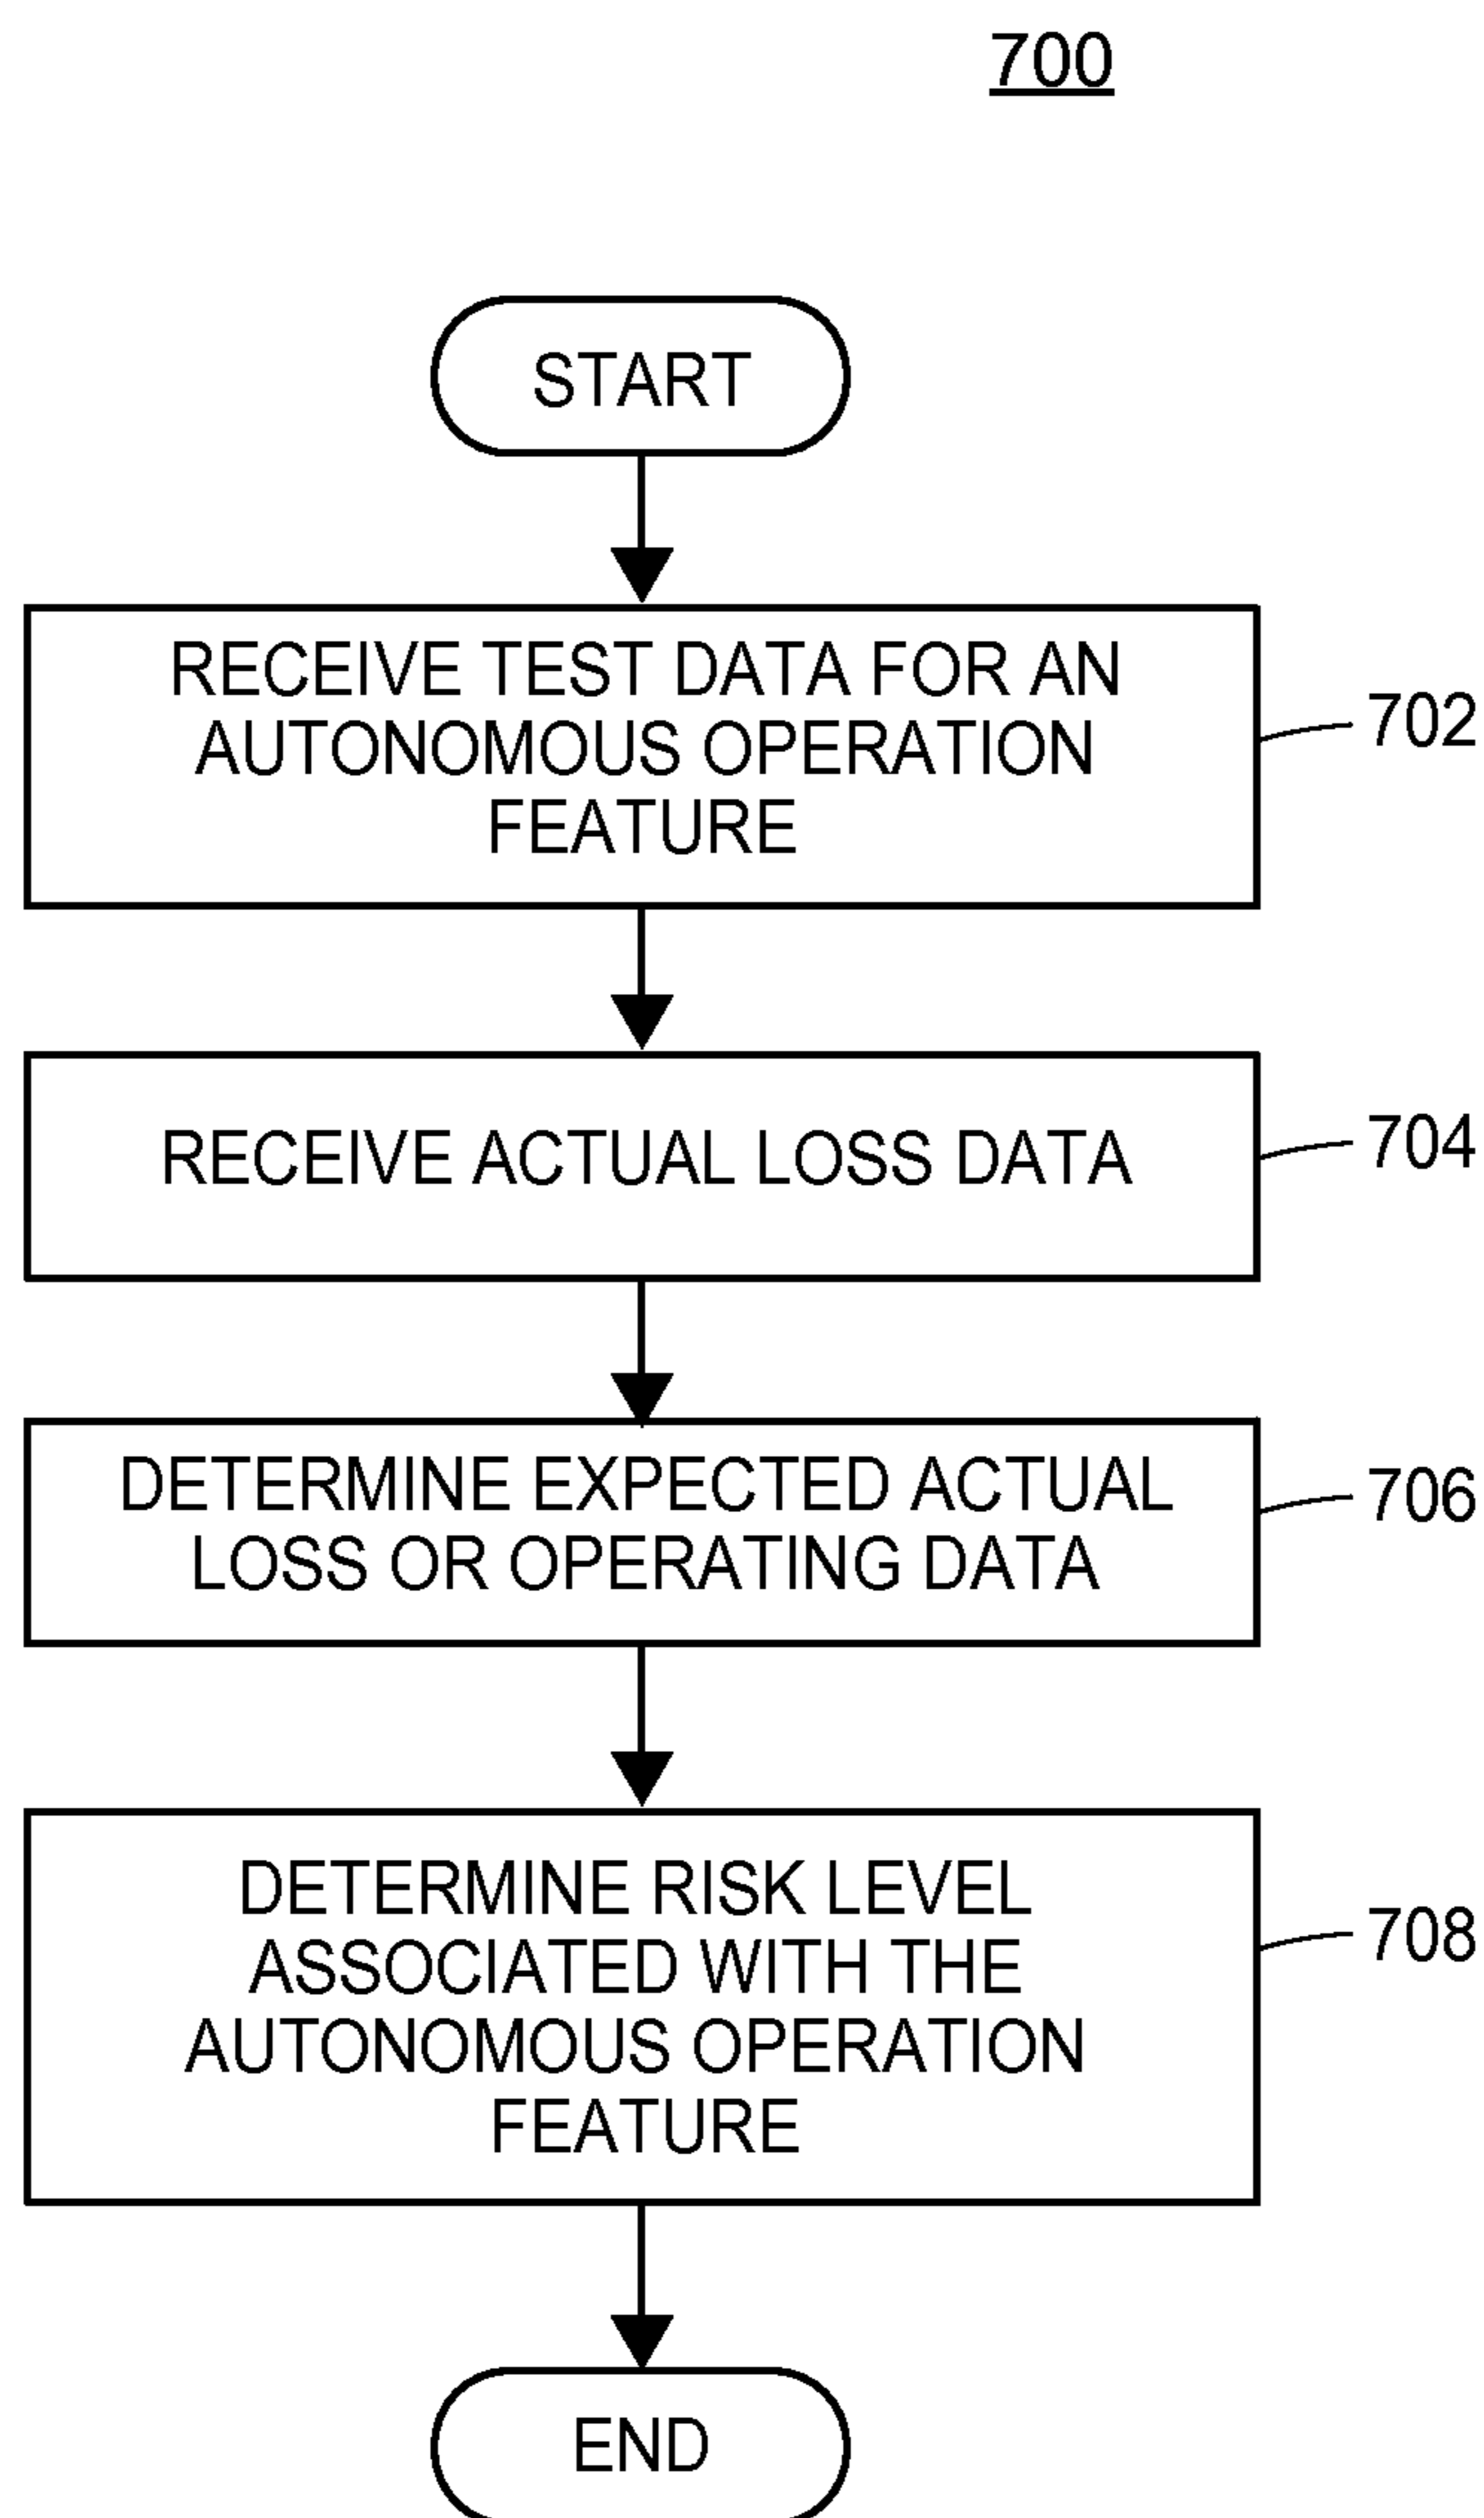 700
START
RECEIVE TEST DATA FOR AN
AUTONOMOUS OPERATION
FEATURE
702
RECEIVE ACTUAL LOSS DATA
704
DETERMINE EXPECTED ACTUAL
LOSS OR OPERATING DATA
706
DETERMINE RISK LEVEL
ASSOCIATED WITH THE
AUTONOMOUS OPERATION
FEATURE
708
END